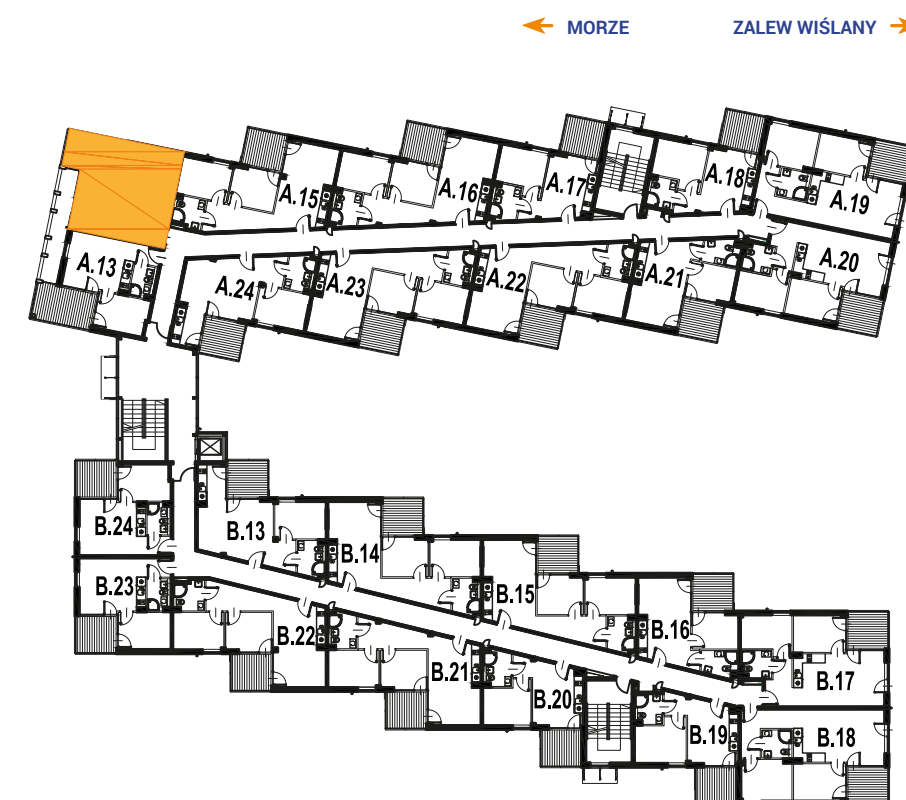 MORZE ZALEW WIŚLANY
A.15 A.16 A.17 A.18 A.19
A.13 A.24 A.23 A.22 A.21 A.20
B.24 B.13 B.14
B.23 B.22 B.15 B.16
B.21 B.20 B.17
B.19 B.18